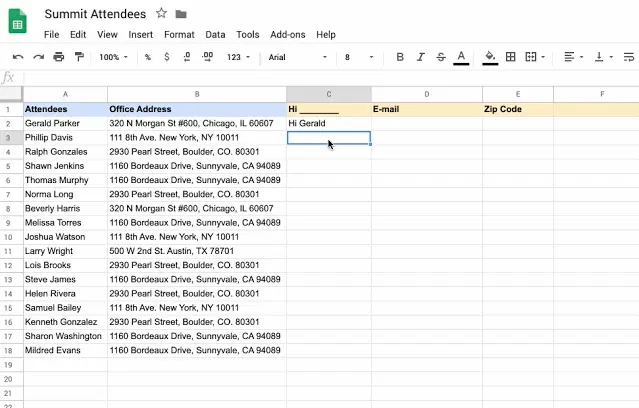 Summit Attendees
File Edit View Insert Format Data Tools Add-ons Help
100% % $ .0 .00 123 Arial 8 B I S A
fx
A B C D E F
1 Attendees Office Address Hi ________ E-mail Zip Code
2 Gerald Parker 320 N Morgan St #600, Chicago, IL 60607 Hi Gerald
3 Phillip Davis 111 8th Ave. New York, NY 10011
4 Ralph Gonzales 2930 Pearl Street, Boulder, CO. 80301
5 Shawn Jenkins 1160 Bordeaux Drive, Sunnyvale, CA 94089
6 Thomas Murphy 1160 Bordeaux Drive, Sunnyvale, CA 94089
7 Norma Long 2930 Pearl Street, Boulder, CO. 80301
8 Beverly Harris 320 N Morgan St #600, Chicago, IL 60607
9 Melissa Torres 1160 Bordeaux Drive, Sunnyvale, CA 94089
10 Joshua Watson 111 8th Ave. New York, NY 10011
11 Larry Wright 500 W 2nd St. Austin, TX 78701
12 Lois Brooks 2930 Pearl Street, Boulder, CO. 80301
13 Steve James 1160 Bordeaux Drive, Sunnyvale, CA 94089
14 Helen Rivera 2930 Pearl Street, Boulder, CO. 80301
15 Samuel Bailey 111 8th Ave. New York, NY 10011
16 Kenneth Gonzalez 2930 Pearl Street, Boulder, CO. 80301
17 Sharon Washington 1160 Bordeaux Drive, Sunnyvale, CA 94089
18 Mildred Evans 1160 Bordeaux Drive, Sunnyvale, CA 94089
19
20
21
22